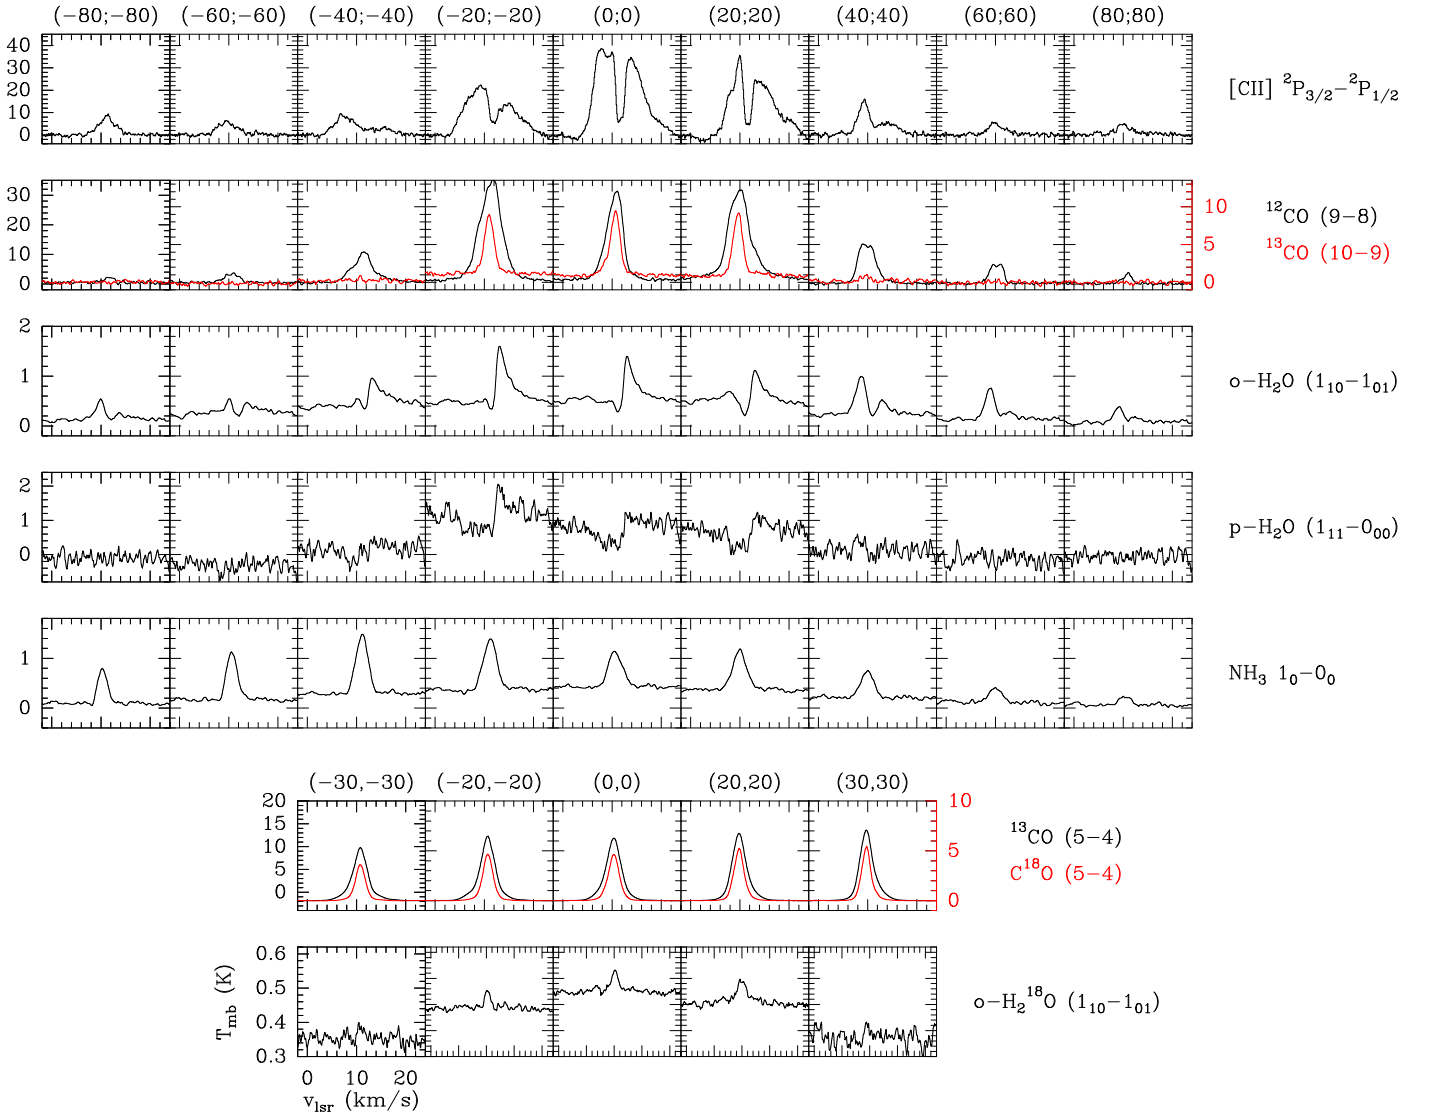 (−80;−80) (−60;−60) (−40;−40) (−20;−20) (0;0) (20;20) (40;40) (60;60) (80;80)
40
30
20
10
0
[CII] ²P₃/₂−²P₁/₂
30
20
10
0
10
5
0
¹²CO (9−8)
¹³CO (10−9)
2
1
0
o−H₂O (1₁₀−1₀₁)
2
1
0
p−H₂O (1₁₁−0₀₀)
1
0
NH₃ 1₀−0₀
(−30,−30) (−20,−20) (0,0) (20,20) (30,30)
20
15
10
5
0
10
5
0
¹³CO (5−4)
C¹⁸O (5−4)
0.6
0.5
0.4
0.3
T_mb (K)
o−H₂¹⁸O (1₁₀−1₀₁)
0 10 20
v_lsr (km/s)